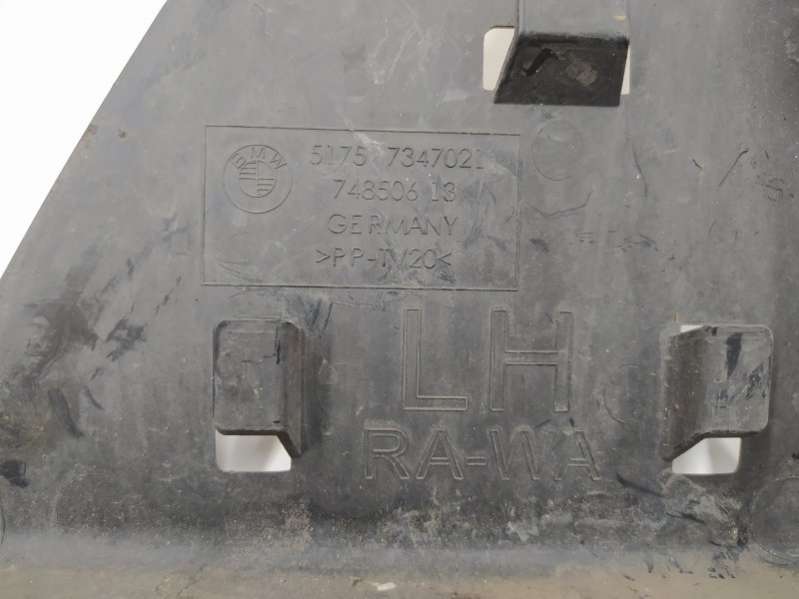 BMW
5175 7347021
748506 13
GERMANY
>PP-TV20<
LH
RA-WA